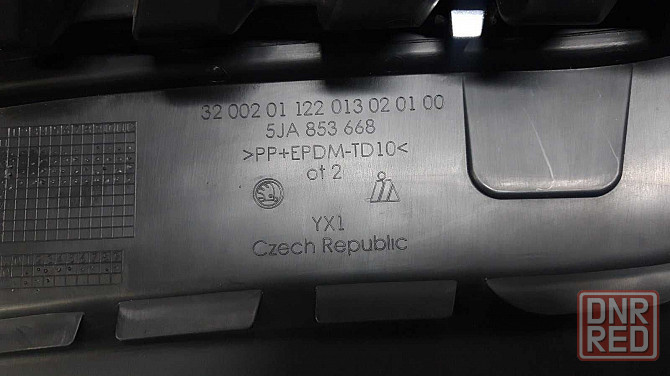 32 002 01 122 013 02 01 00
5JA 853 668
>PP+EPDM-TD10<
ct 2
YX1
Czech Republic
DNR
RED